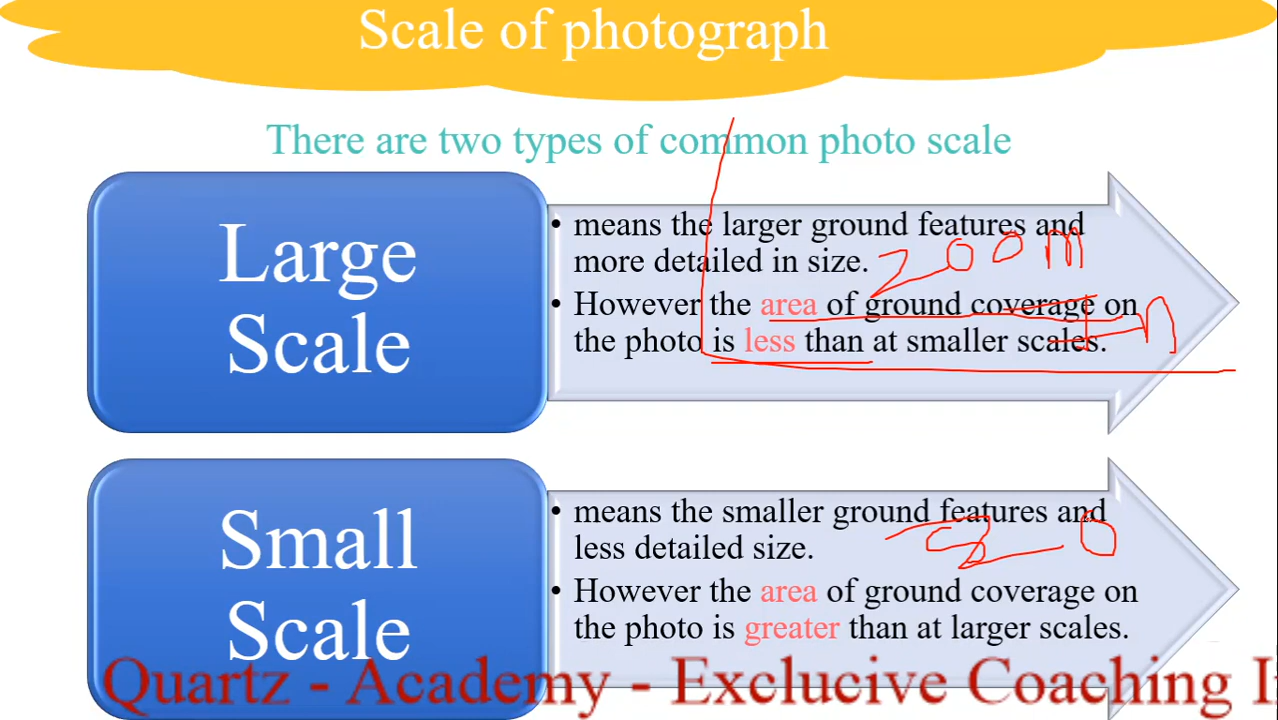 Scale of photograph
There are two types of common photo scale
Large
Scale
• means the larger ground features and
more detailed in size.
• However the area of ground coverage on
the photo is less than at smaller scales.
200m
Small
Scale
• means the smaller ground features and
less detailed size.
• However the area of ground coverage on
the photo is greater than at larger scales.
Quartz - Academy - Exclucive Coaching I